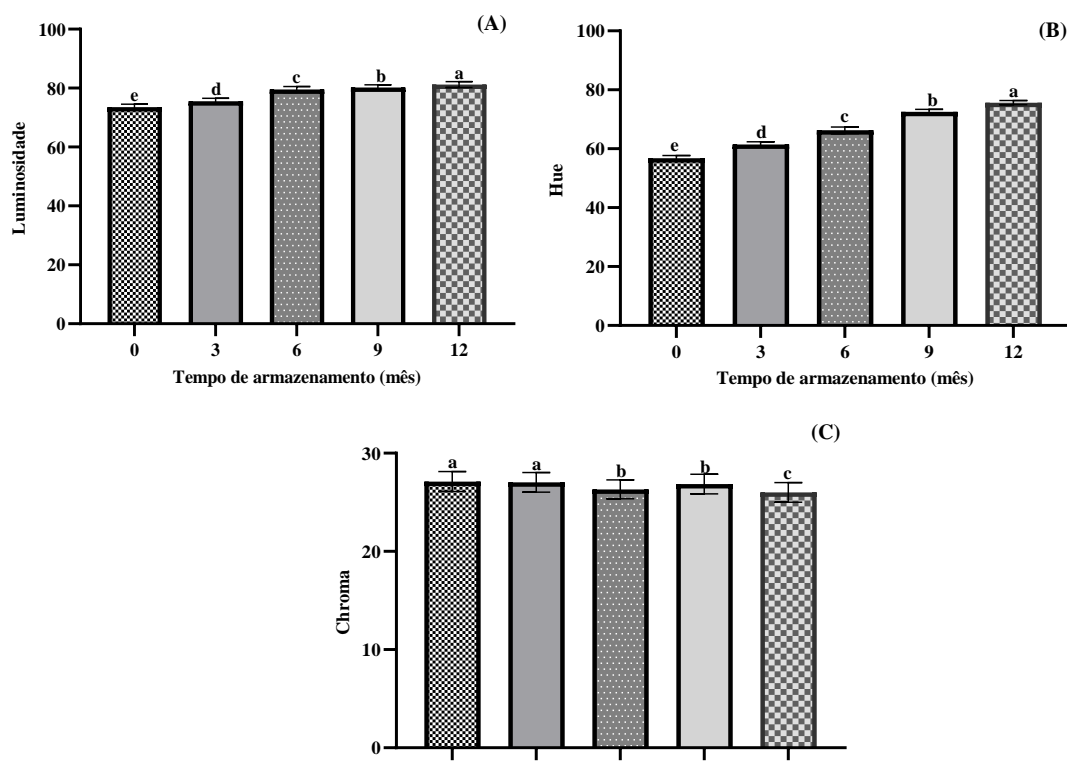 (A)
Luminosidade
100
80
60
40
20
0
e
d
c
b
a
0 3 6 9 12
Tempo de armazenamento (mês)
(B)
Hue
100
80
60
40
20
0
e
d
c
b
a
0 3 6 9 12
Tempo de armazenamento (mês)
(C)
Chroma
30
20
10
0
a a b b c